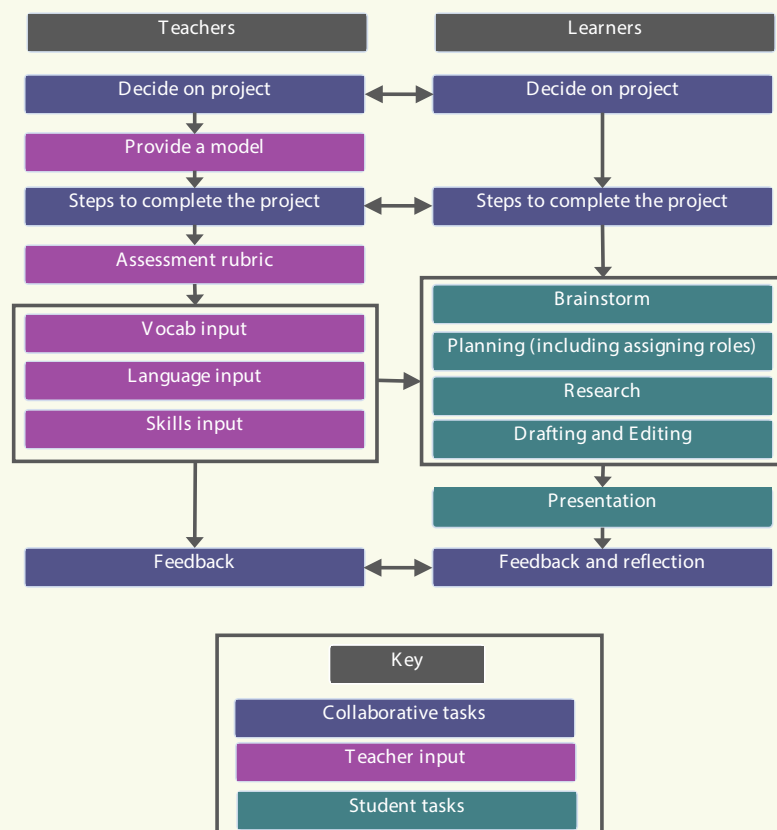 Teachers
Learners
Decide on project
Decide on project
Provide a model
Steps to complete the project
Steps to complete the project
Assessment rubric
Vocab input
Language input
Skills input
Brainstorm
Planning (including assigning roles)
Research
Drafting and Editing
Presentation
Feedback
Feedback and reflection
Key
Collaborative tasks
Teacher input
Student tasks